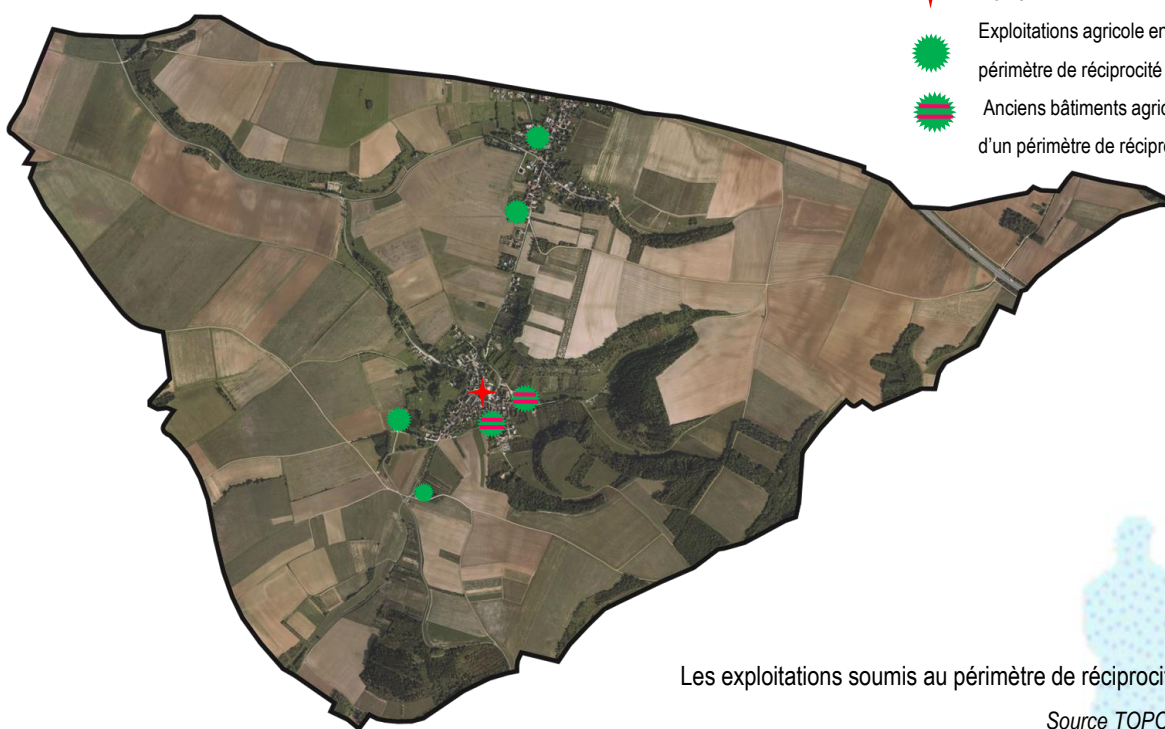 Exploitations agricole en
périmètre de réciprocité
Anciens bâtiments agric
d'un périmètre de récipro
Les exploitations soumis au périmètre de réciprocit
Source TOPO